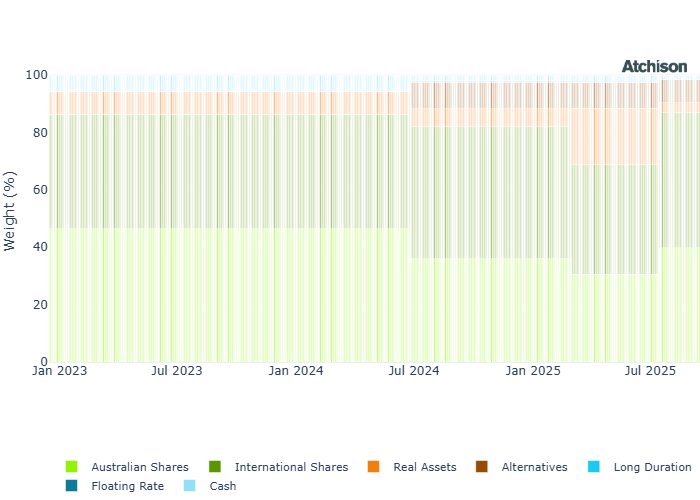 Atchison
100
80
60
40
20
0
Weight (%)
Jan 2023 Jul 2023 Jan 2024 Jul 2024 Jan 2025 Jul 2025
Australian Shares International Shares Real Assets Alternatives Long Duration
Floating Rate Cash